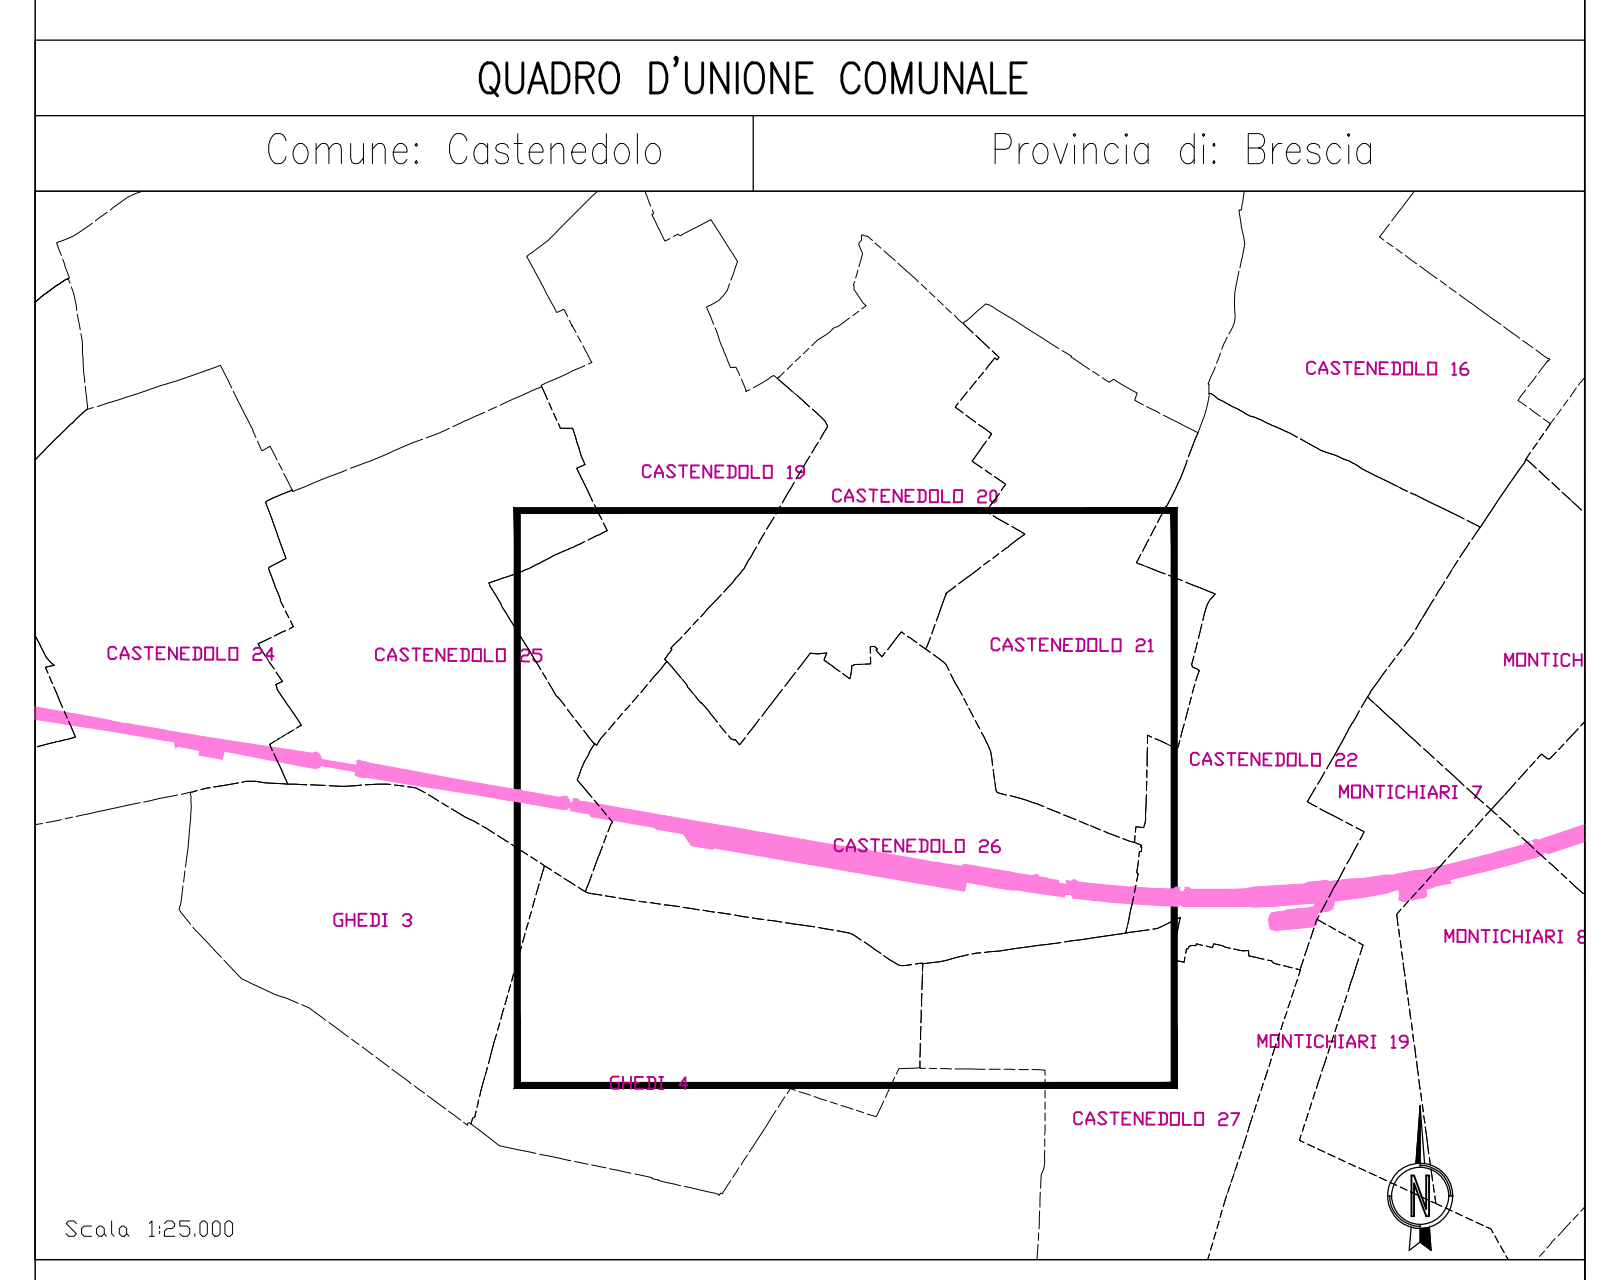 QUADRO D'UNIONE COMUNALE
Comune: Castenedolo
Provincia di: Brescia
CASTENEDOLO 16
CASTENEDOLO 19
CASTENEDOLO 20
CASTENEDOLO 21
CASTENEDOLO 24
CASTENEDOLO 25
MONTICH
CASTENEDOLO 22
MONTICHIARI 7
CASTENEDOLO 26
GHEDI 3
MONTICHIARI 8
MONTICHIARI 19
GHEDI 4
CASTENEDOLO 27
N
Scala 1:25.000